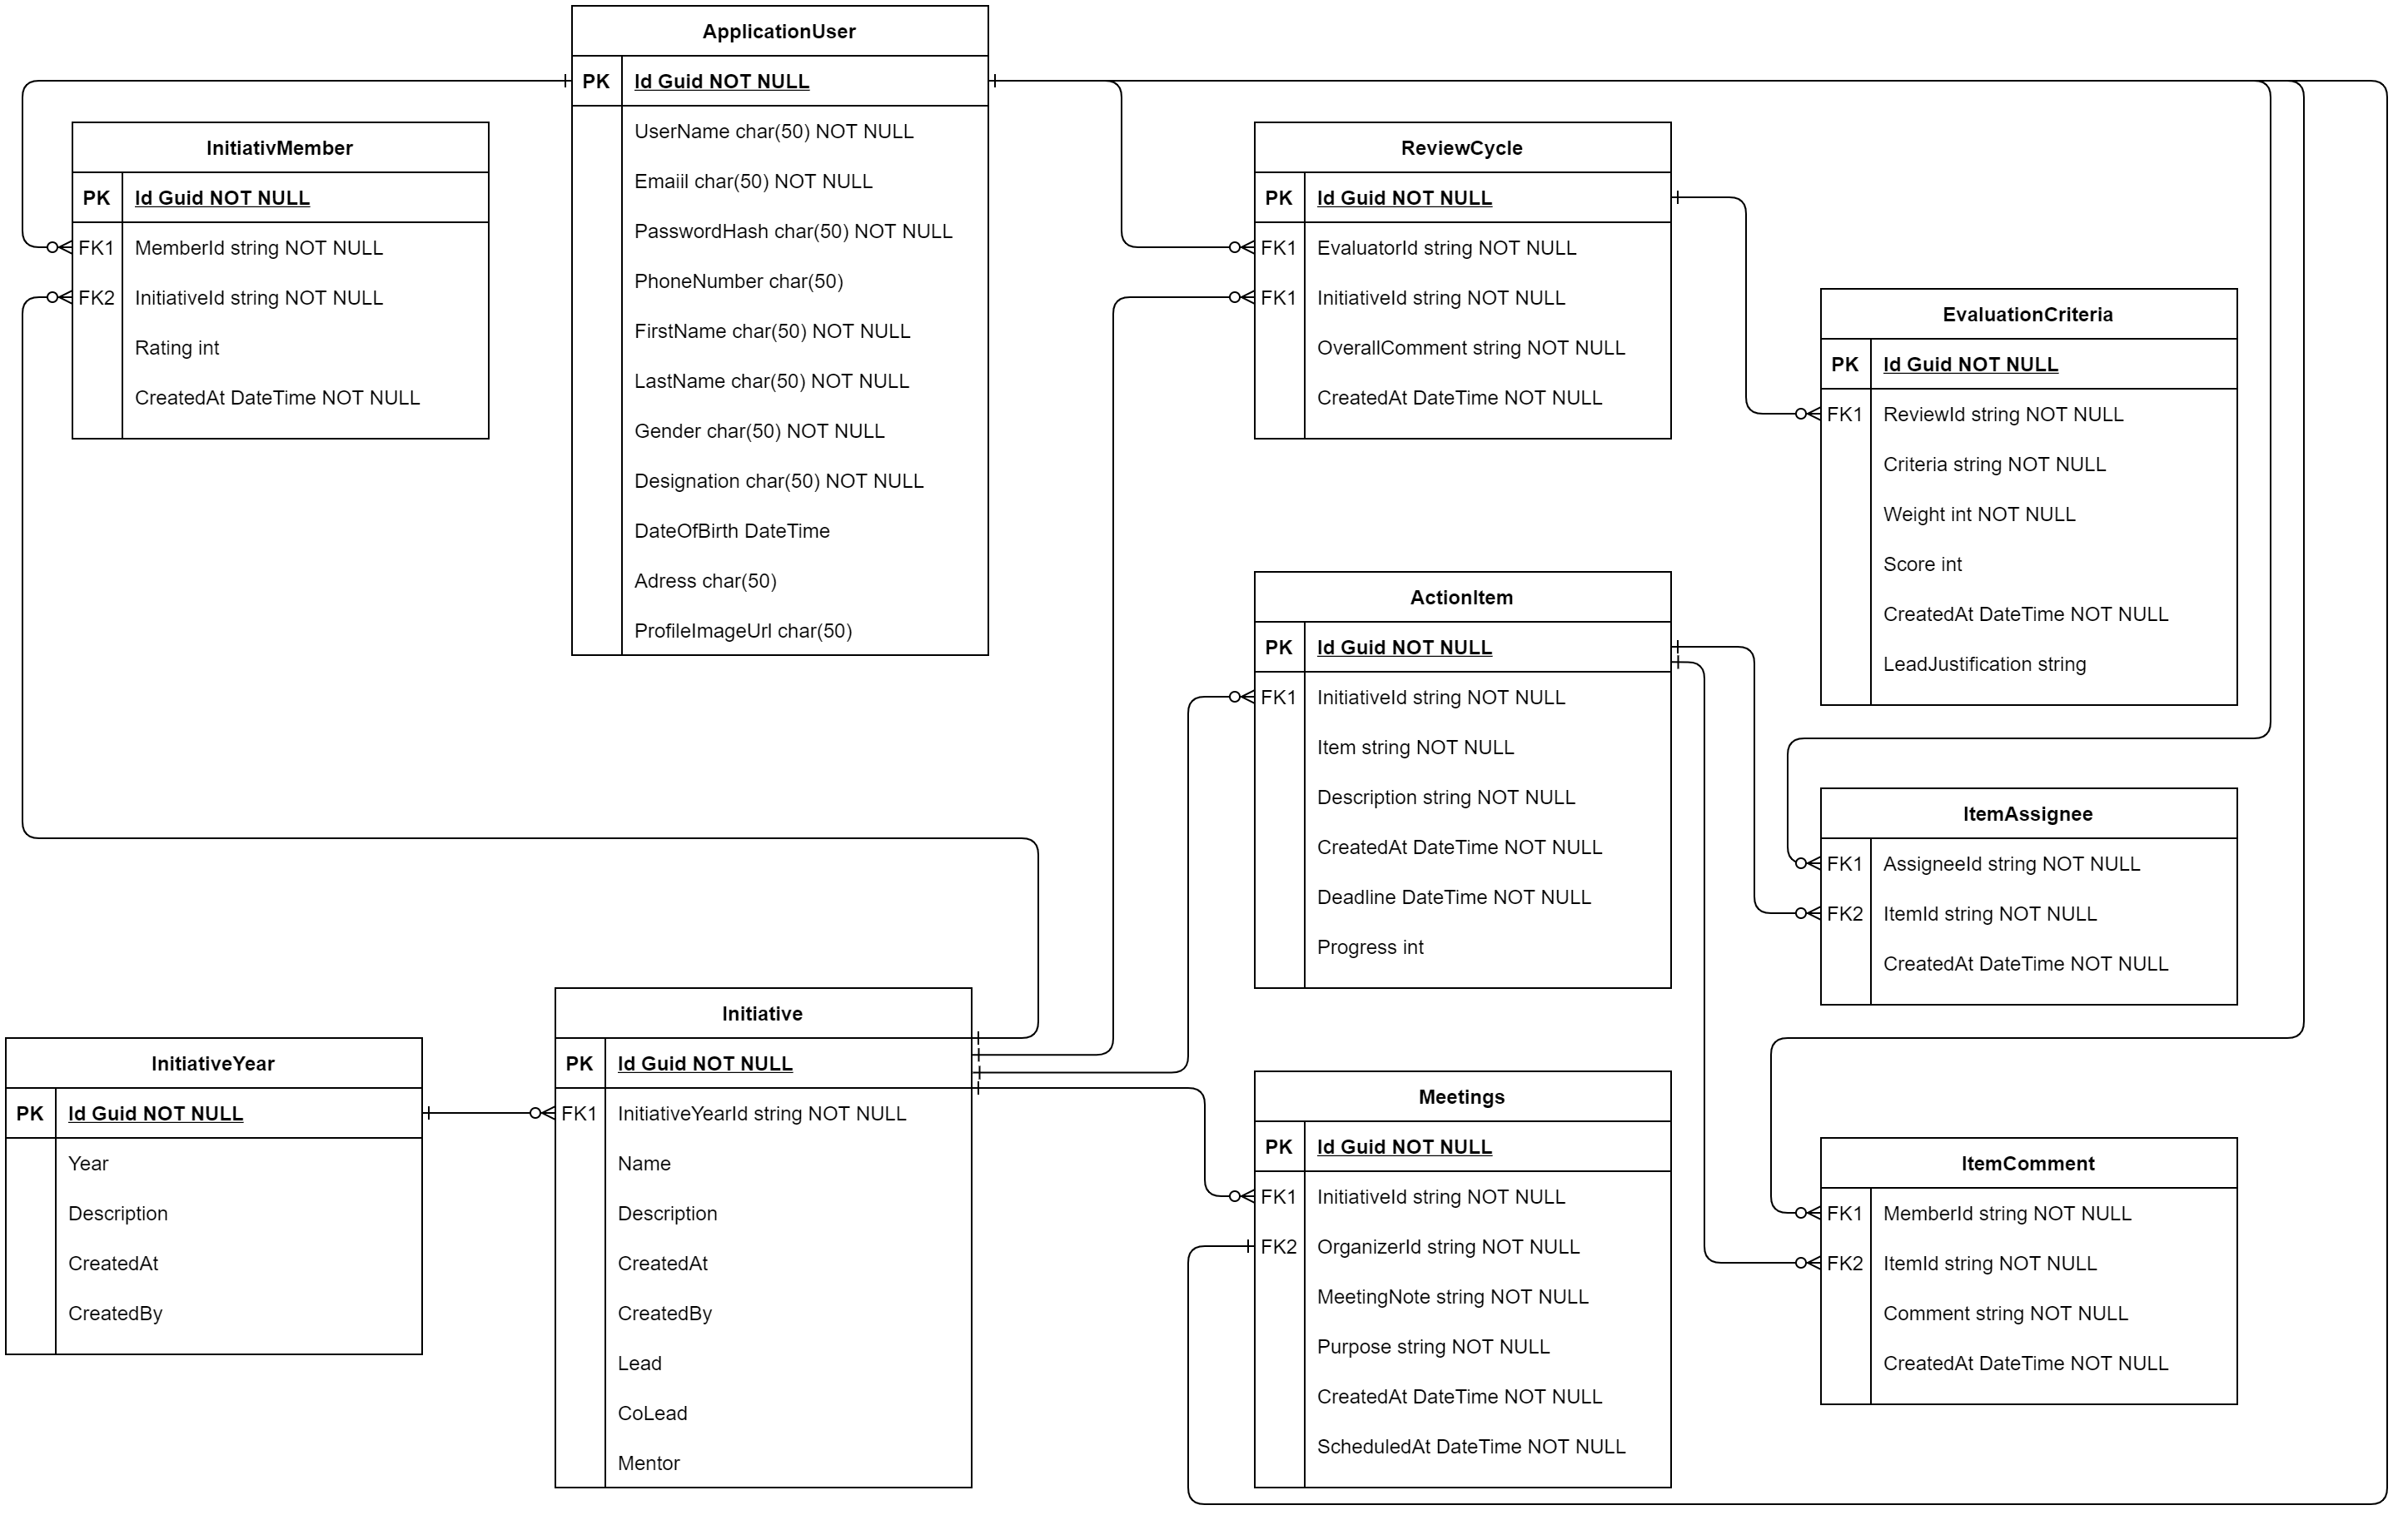 ApplicationUser
PK Id Guid NOT NULL
UserName char(50) NOT NULL
Emaiil char(50) NOT NULL
PasswordHash char(50) NOT NULL
PhoneNumber char(50)
FirstName char(50) NOT NULL
LastName char(50) NOT NULL
Gender char(50) NOT NULL
Designation char(50) NOT NULL
DateOfBirth DateTime
Adress char(50)
ProfileImageUrl char(50)
InitiativMember
PK Id Guid NOT NULL
FK1 MemberId string NOT NULL
FK2 InitiativeId string NOT NULL
Rating int
CreatedAt DateTime NOT NULL
ReviewCycle
PK Id Guid NOT NULL
FK1 EvaluatorId string NOT NULL
FK1 InitiativeId string NOT NULL
OverallComment string NOT NULL
CreatedAt DateTime NOT NULL
EvaluationCriteria
PK Id Guid NOT NULL
FK1 ReviewId string NOT NULL
Criteria string NOT NULL
Weight int NOT NULL
Score int
CreatedAt DateTime NOT NULL
LeadJustification string
ActionItem
PK Id Guid NOT NULL
FK1 InitiativeId string NOT NULL
Item string NOT NULL
Description string NOT NULL
CreatedAt DateTime NOT NULL
Deadline DateTime NOT NULL
Progress int
ItemAssignee
FK1 AssigneeId string NOT NULL
FK2 ItemId string NOT NULL
CreatedAt DateTime NOT NULL
InitiativeYear
PK Id Guid NOT NULL
Year
Description
CreatedAt
CreatedBy
Initiative
PK Id Guid NOT NULL
FK1 InitiativeYearId string NOT NULL
Name
Description
CreatedAt
CreatedBy
Lead
CoLead
Mentor
Meetings
PK Id Guid NOT NULL
FK1 InitiativeId string NOT NULL
FK2 OrganizerId string NOT NULL
MeetingNote string NOT NULL
Purpose string NOT NULL
CreatedAt DateTime NOT NULL
ScheduledAt DateTime NOT NULL
ItemComment
FK1 MemberId string NOT NULL
FK2 ItemId string NOT NULL
Comment string NOT NULL
CreatedAt DateTime NOT NULL